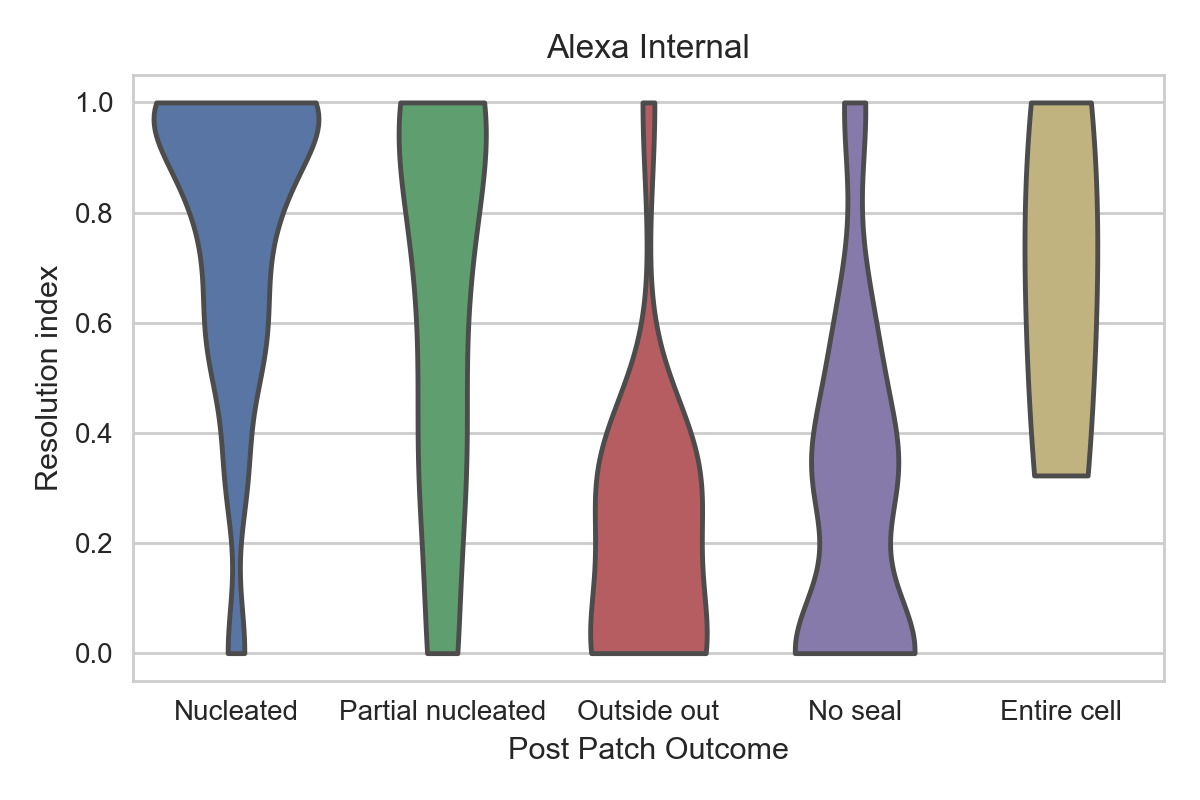 Alexa Internal
Resolution index
1.0
0.8
0.6
0.4
0.2
0.0
Nucleated Partial nucleated Outside out No seal Entire cell
Post Patch Outcome